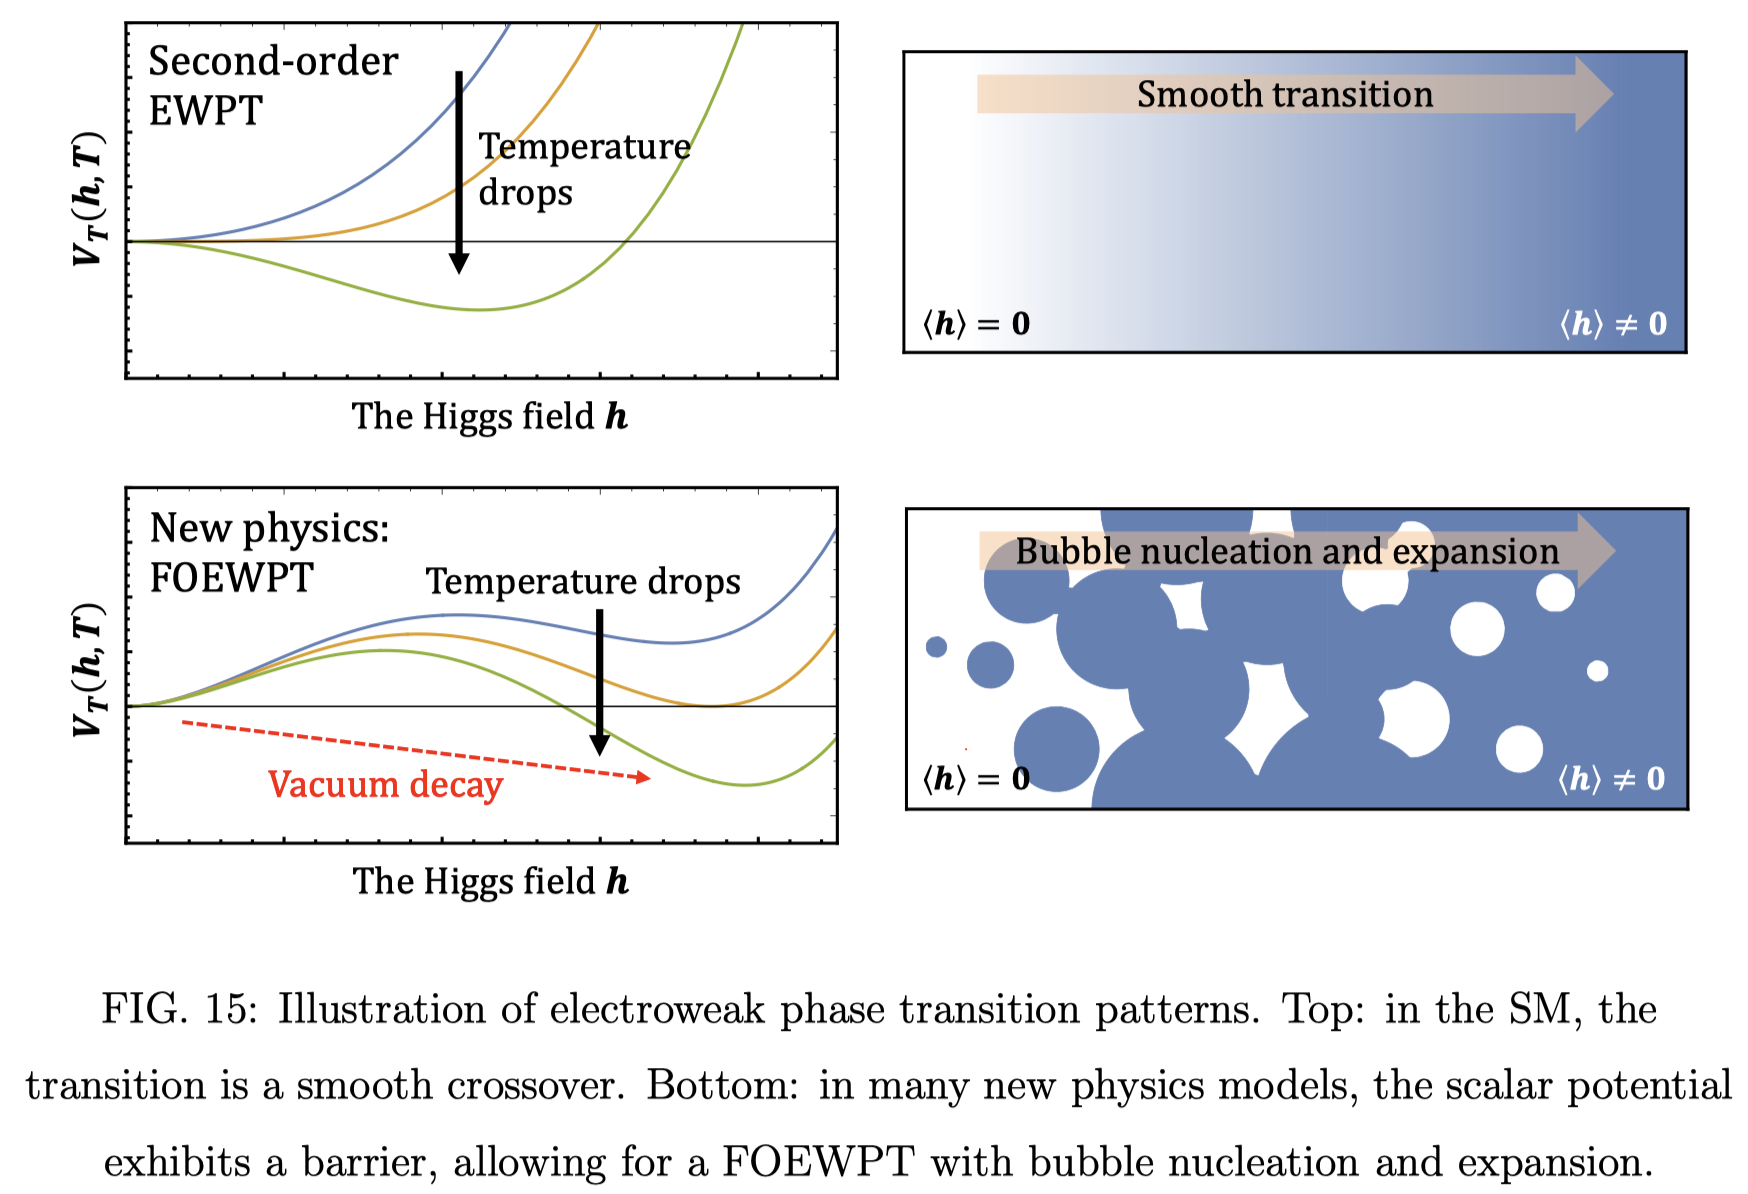 Second-order
EWPT
Temperature
drops
V_T(h, T)
The Higgs field h
Smooth transition
⟨h⟩ = 0
⟨h⟩ ≠ 0
New physics:
FOEWPT
Temperature drops
Vacuum decay
V_T(h, T)
The Higgs field h
Bubble nucleation and expansion
⟨h⟩ = 0
⟨h⟩ ≠ 0
FIG. 15: Illustration of electroweak phase transition patterns. Top: in the SM, the
transition is a smooth crossover. Bottom: in many new physics models, the scalar potential
exhibits a barrier, allowing for a FOEWPT with bubble nucleation and expansion.